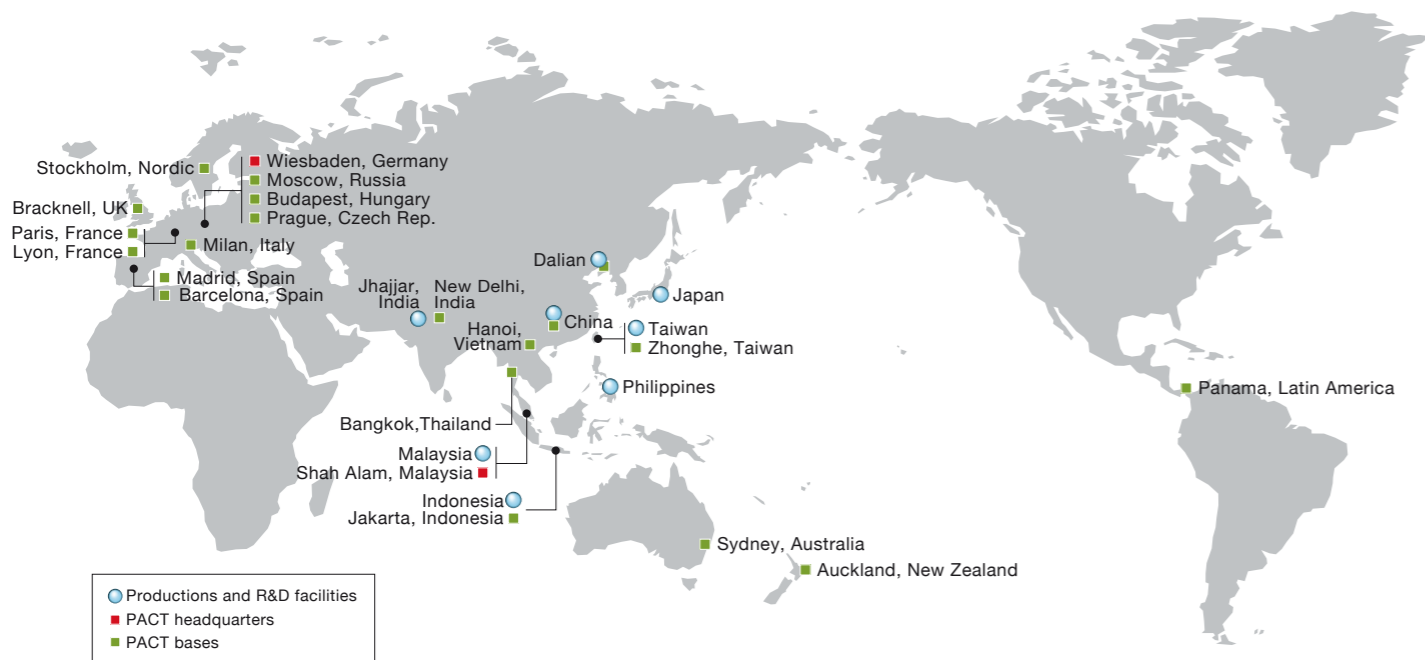 Stockholm, Nordic
Wiesbaden, Germany
Moscow, Russia
Budapest, Hungary
Prague, Czech Rep.
Bracknell, UK
Paris, France
Lyon, France
Milan, Italy
Madrid, Spain
Barcelona, Spain
Dalian
Jhajjar,
India
New Delhi,
India
Japan
China
Taiwan
Zhonghe, Taiwan
Hanoi,
Vietnam
Philippines
Panama, Latin America
Bangkok,Thailand
Malaysia
Shah Alam, Malaysia
Indonesia
Jakarta, Indonesia
Sydney, Australia
Auckland, New Zealand
Productions and R&D facilities
PACT headquarters
PACT bases